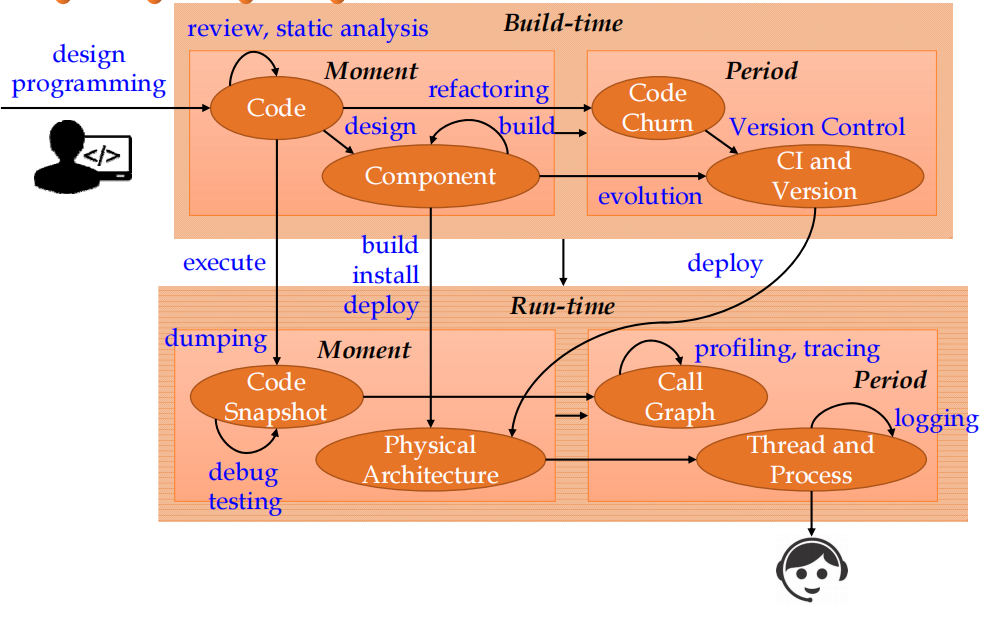 Build-time
review, static analysis
design
programming
Moment
Period
Code
refactoring
Code
Churn
design
build
Version Control
Component
CI and
Version
evolution
execute
build
install
deploy
deploy
Run-time
dumping
Moment
profiling, tracing
Period
Code
Snapshot
Call
Graph
logging
Physical
Architecture
Thread and
Process
debug
testing